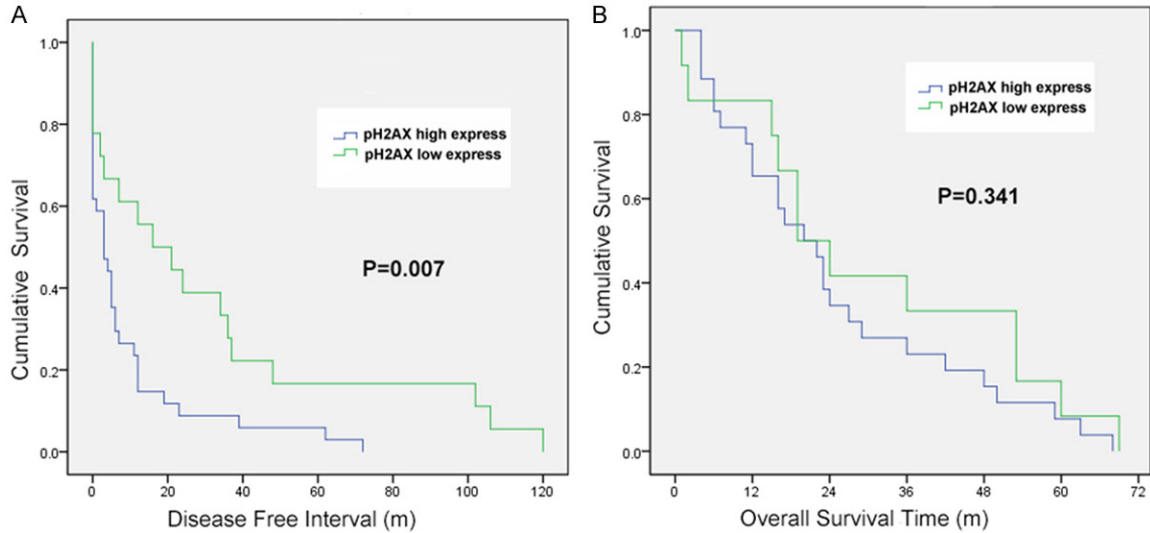 A
Cumulative Survival
1.0
0.8
0.6
0.4
0.2
0.0
pH2AX high express
pH2AX low express
P=0.007
0 20 40 60 80 100 120
Disease Free Interval (m)
B
Cumulative Survival
1.0
0.8
0.6
0.4
0.2
0.0
pH2AX high express
pH2AX low express
P=0.341
0 12 24 36 48 60 72
Overall Survival Time (m)